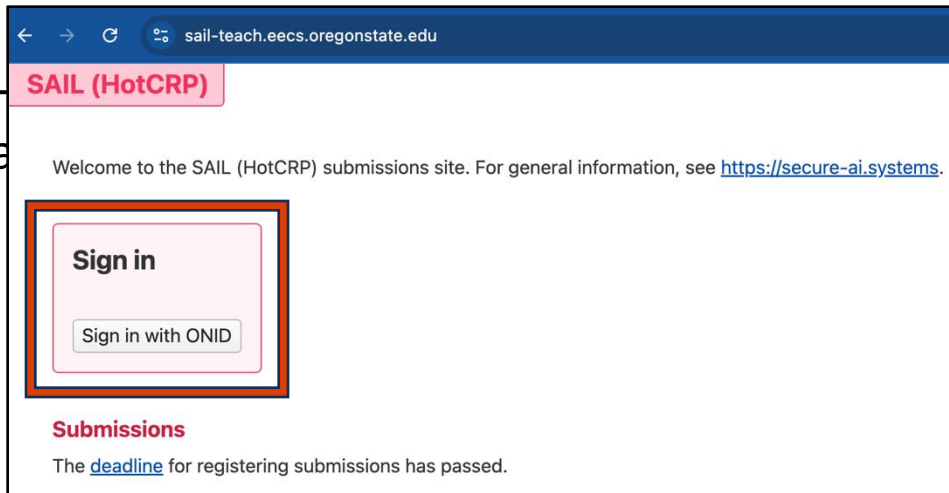 sail-teach.eecs.oregonstate.edu
SAIL (HotCRP)
Welcome to the SAIL (HotCRP) submissions site. For general information, see https://secure-ai.systems.
Sign in
Sign in with ONID
Submissions
The deadline for registering submissions has passed.